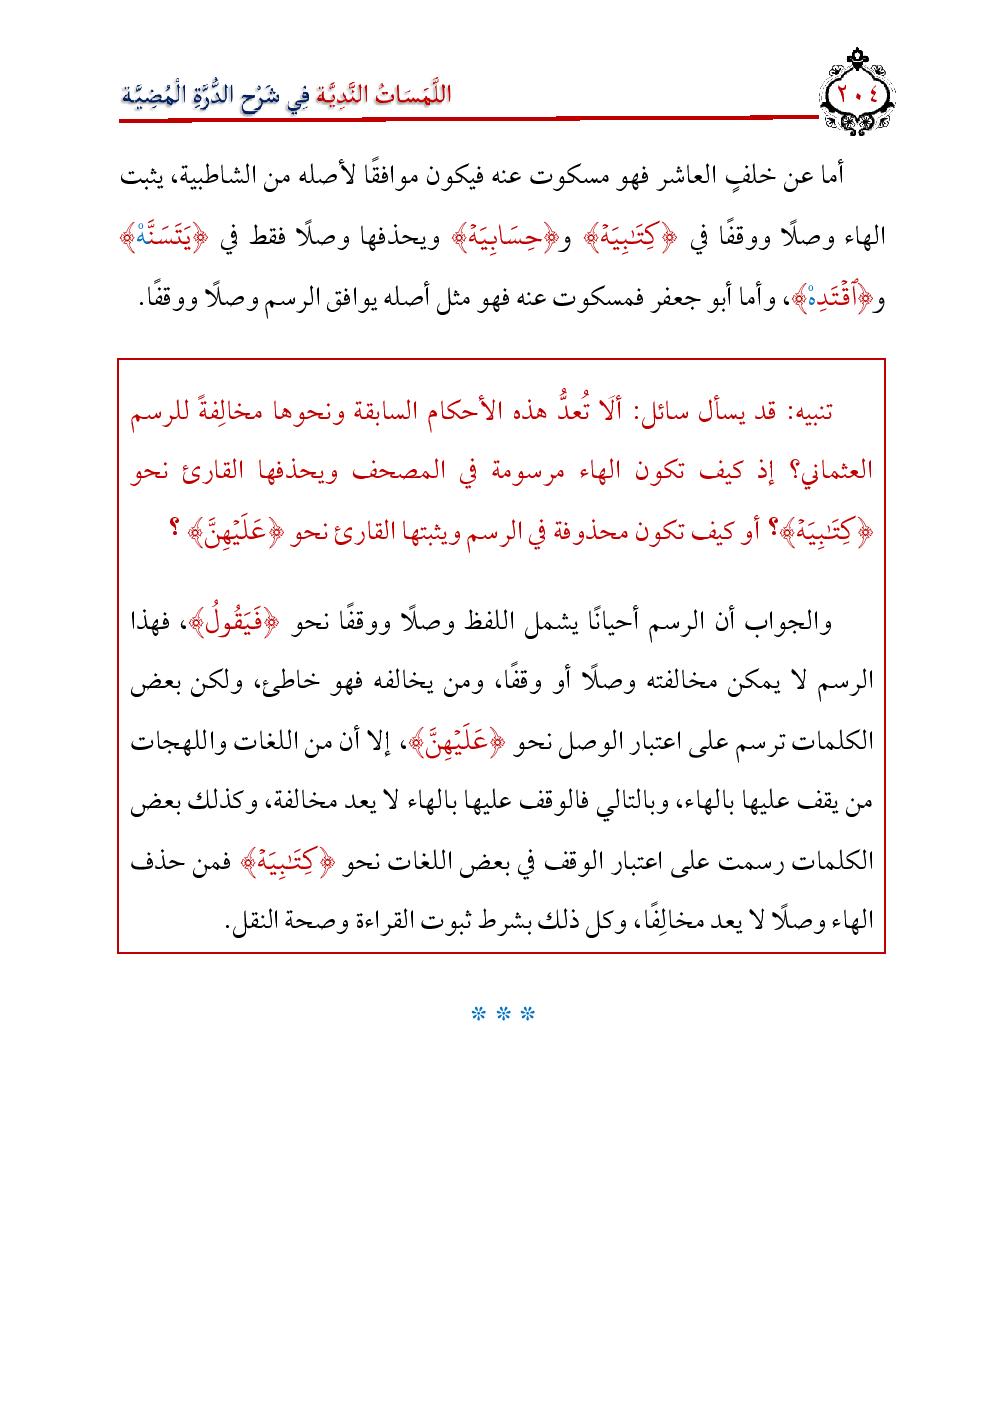 ٢٠٤
اللَّمَسَاتُ النَّدِيَّة فِي شَرْح الدُّرَّةِ الْمُضِيَّة
أما عن خلفٍ العاشر فهو مسكوت عنه فيكون موافقًا لأصله من الشاطبية، يثبت
الهاء وصلًا ووقفًا في ﴿كِتَٰبِيَهۡ﴾ و﴿حِسَابِيَهۡ﴾ ويحذفها وصلًا فقط في ﴿يَتَسَنَّهۡ﴾
و﴿ٱقۡتَدِهۡ﴾، وأما أبو جعفر فمسكوت عنه فهو مثل أصله يوافق الرسم وصلًا ووقفًا.
تنبيه: قد يسأل سائل: ألَا تُعدُّ هذه الأحكام السابقة ونحوها مخالِفةً للرسم
العثماني؟ إذ كيف تكون الهاء مرسومة في المصحف ويحذفها القارئ نحو
﴿كِتَٰبِيَهۡ﴾؟ أو كيف تكون محذوفة في الرسم ويثبتها القارئ نحو ﴿عَلَيۡهِنَّ﴾ ؟
والجواب أن الرسم أحيانًا يشمل اللفظ وصلًا ووقفًا نحو ﴿فَيَقُولُ﴾، فهذا
الرسم لا يمكن مخالفته وصلًا أو وقفًا، ومن يخالفه فهو خاطئ، ولكن بعض
الكلمات ترسم على اعتبار الوصل نحو ﴿عَلَيۡهِنَّ﴾، إلا أن من اللغات واللهجات
من يقف عليها بالهاء، وبالتالي فالوقف عليها بالهاء لا يعد مخالفة، وكذلك بعض
الكلمات رسمت على اعتبار الوقف في بعض اللغات نحو ﴿كِتَٰبِيَهۡ﴾ فمن حذف
الهاء وصلًا لا يعد مخالِفًا، وكل ذلك بشرط ثبوت القراءة وصحة النقل.
* * *